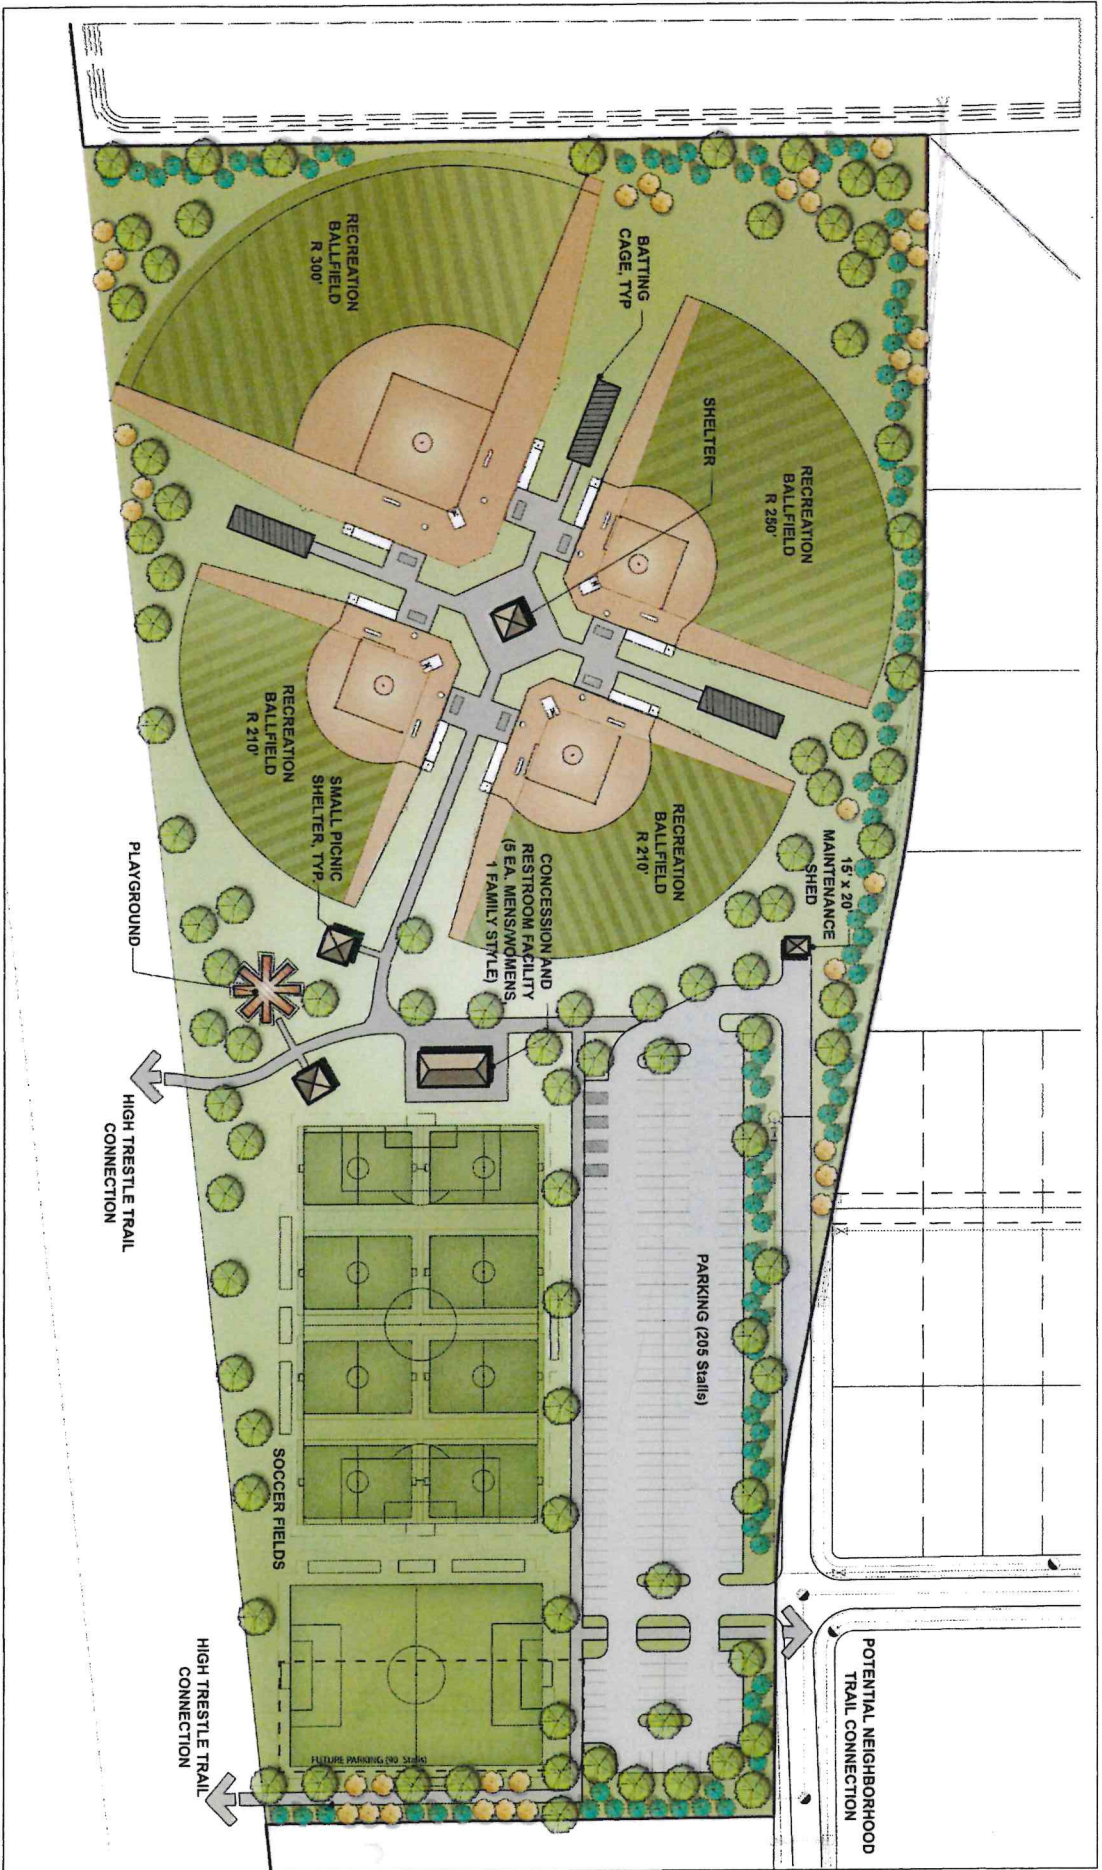 RECREATION
BALLFIELD
R 300'
BATTING
CAGE, TYP
SHELTER
RECREATION
BALLFIELD
R 250'
RECREATION
BALLFIELD
R 210'
RECREATION
BALLFIELD
R 210'
SMALL PICNIC
SHELTER, TYP.
PLAYGROUND
CONCESSION AND
RESTROOM FACILITY
(5 EA. MENS/WOMENS,
1 FAMILY STYLE)
15' x 20'
MAINTENANCE
SHED
HIGH TRESTLE TRAIL
CONNECTION
PARKING (205 Stalls)
SOCCER FIELDS
POTENTIAL NEIGHBORHOOD
TRAIL CONNECTION
FUTURE PARKING (90 Stalls)
HIGH TRESTLE TRAIL
CONNECTION